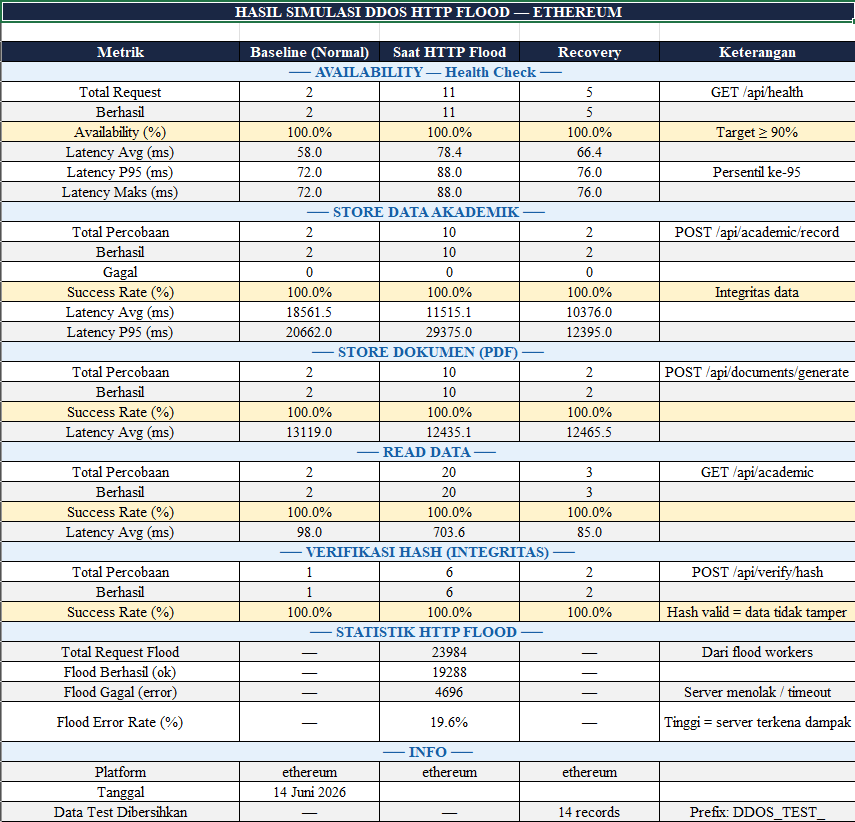 HASIL SIMULASI DDOS HTTP FLOOD — ETHEREUM
Metrik Baseline (Normal) Saat HTTP Flood Recovery Keterangan
── AVAILABILITY — Health Check ──
Total Request 2 11 5 GET /api/health
Berhasil 2 11 5
Availability (%) 100.0% 100.0% 100.0% Target ≥ 90%
Latency Avg (ms) 58.0 78.4 66.4
Latency P95 (ms) 72.0 88.0 76.0 Persentil ke-95
Latency Maks (ms) 72.0 88.0 76.0
── STORE DATA AKADEMIK ──
Total Percobaan 2 10 2 POST /api/academic/record
Berhasil 2 10 2
Gagal 0 0 0
Success Rate (%) 100.0% 100.0% 100.0% Integritas data
Latency Avg (ms) 18561.5 11515.1 10376.0
Latency P95 (ms) 20662.0 29375.0 12395.0
── STORE DOKUMEN (PDF) ──
Total Percobaan 2 10 2 POST /api/documents/generate
Berhasil 2 10 2
Success Rate (%) 100.0% 100.0% 100.0%
Latency Avg (ms) 13119.0 12435.1 12465.5
── READ DATA ──
Total Percobaan 2 20 3 GET /api/academic
Berhasil 2 20 3
Success Rate (%) 100.0% 100.0% 100.0%
Latency Avg (ms) 98.0 703.6 85.0
── VERIFIKASI HASH (INTEGRITAS) ──
Total Percobaan 1 6 2 POST /api/verify/hash
Berhasil 1 6 2
Success Rate (%) 100.0% 100.0% 100.0% Hash valid = data tidak tamper
── STATISTIK HTTP FLOOD ──
Total Request Flood — 23984 — Dari flood workers
Flood Berhasil (ok) — 19288 —
Flood Gagal (error) — 4696 — Server menolak / timeout
Flood Error Rate (%) — 19.6% — Tinggi = server terkena dampak
── INFO ──
Platform ethereum ethereum ethereum
Tanggal 14 Juni 2026
Data Test Dibersihkan — — 14 records Prefix: DDOS_TEST_